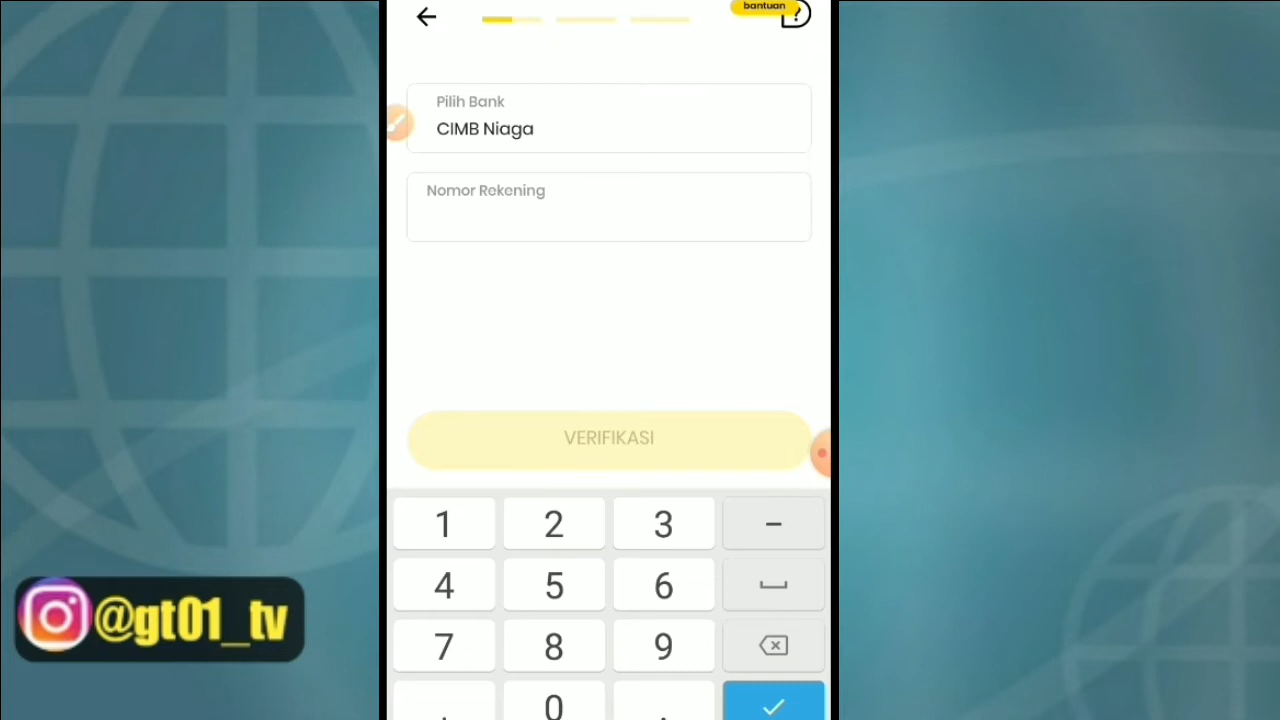 bantuan
?
Pilih Bank
CIMB Niaga
Nomor Rekening
VERIFIKASI
1 2 3 –
4 5 6
7 8 9
, 0 .
@gt01_tv